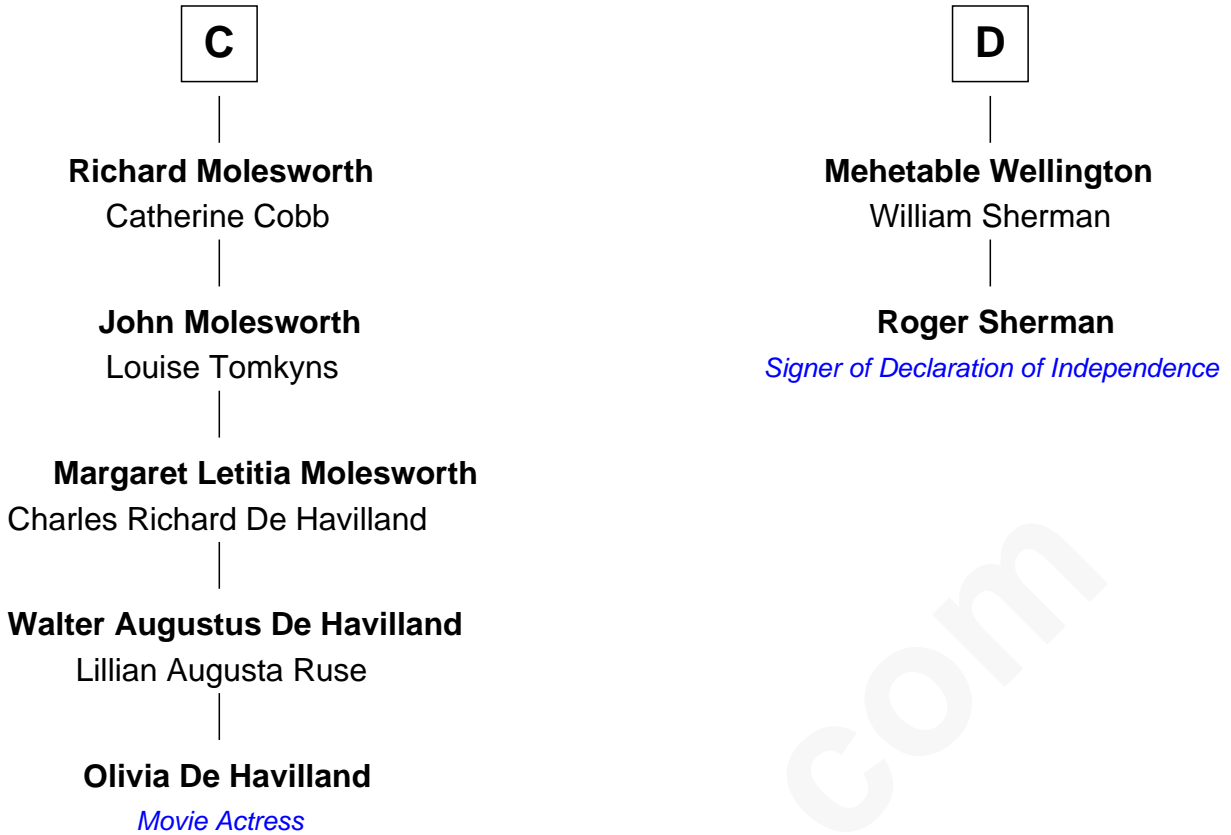 C
Richard Molesworth
Catherine Cobb
John Molesworth
Louise Tomkyns
Margaret Letitia Molesworth
Charles Richard De Havilland
Walter Augustus De Havilland
Lillian Augusta Ruse
Olivia De Havilland
Movie Actress
D
Mehetable Wellington
William Sherman
Roger Sherman
Signer of Declaration of Independence
com